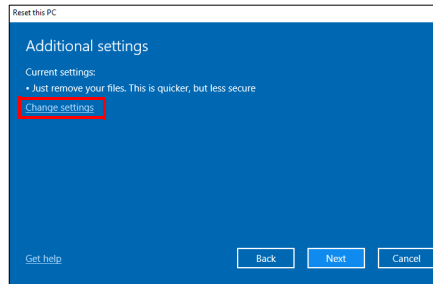 Reset this PC
Additional settings
Current settings:
• Just remove your files. This is quicker, but less secure
Change settings
Get help
Back
Next
Cancel